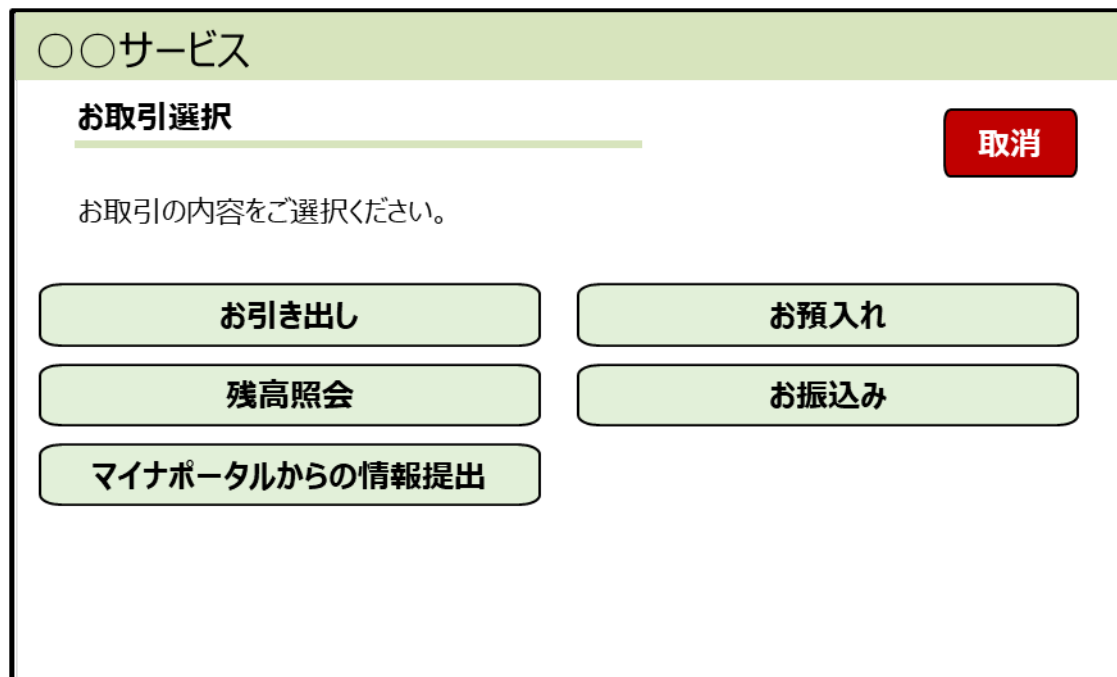 ○○サービス
お取引選択
取消
お取引の内容をご選択ください。
お引き出し
お預入れ
残高照会
お振込み
マイナポータルからの情報提出